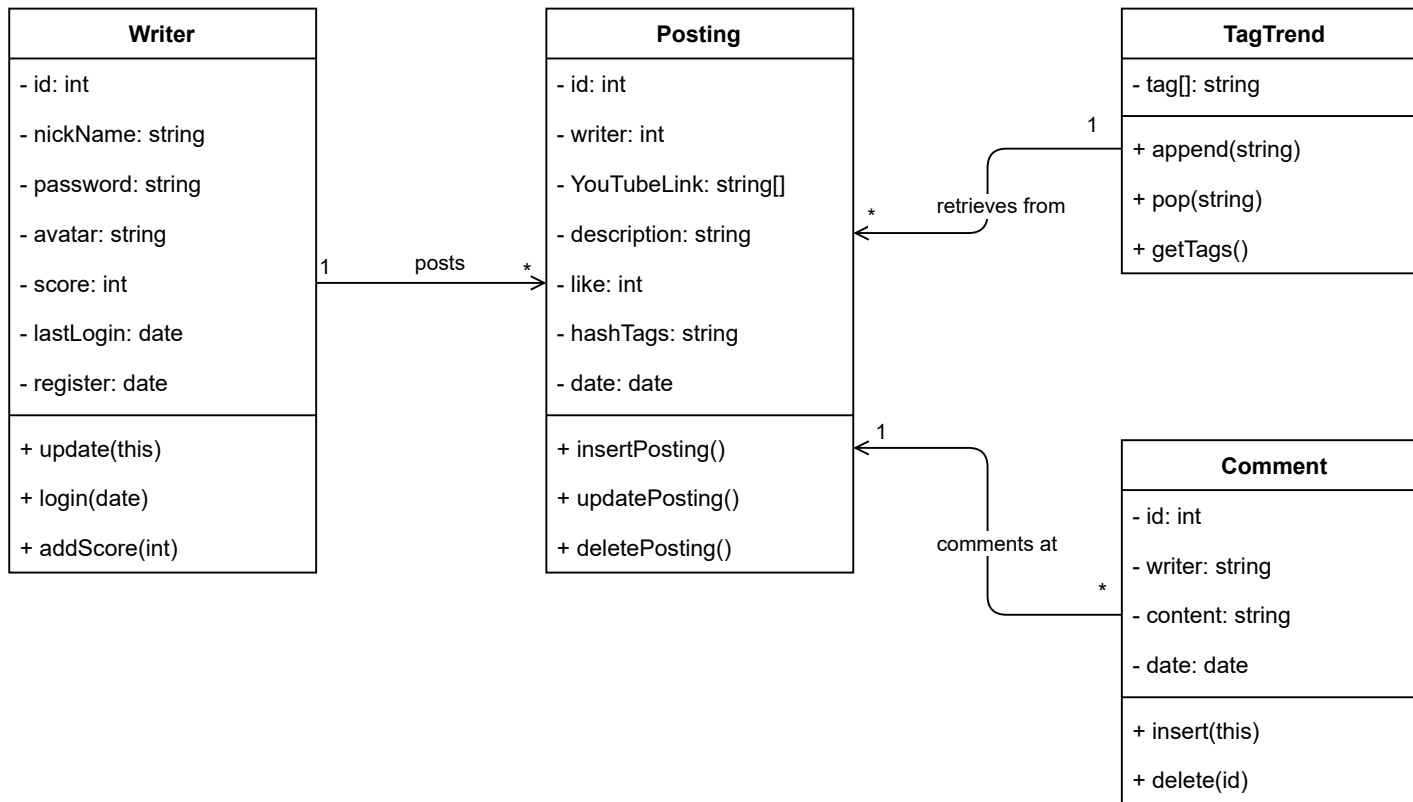 Writer
- id: int
- nickName: string
- password: string
- avatar: string
- score: int
- lastLogin: date
- register: date
+ update(this)
+ login(date)
+ addScore(int)
1
posts
*
Posting
- id: int
- writer: int
- YouTubeLink: string[]
- description: string
- like: int
- hashTags: string
- date: date
+ insertPosting()
+ updatePosting()
+ deletePosting()
*
retrieves from
1
TagTrend
- tag[]: string
+ append(string)
+ pop(string)
+ getTags()
1
comments at
*
Comment
- id: int
- writer: string
- content: string
- date: date
+ insert(this)
+ delete(id)